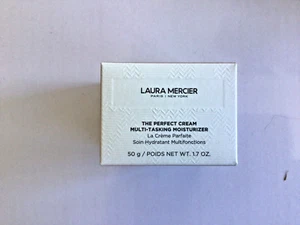 LAURA MERCIER
PARIS | NEW YORK
THE PERFECT CREAM
MULTI-TASKING MOISTURIZER
La Crème Parfaite
Soin Hydratant Multifonctions
50 g / POIDS NET WT. 1.7 OZ.